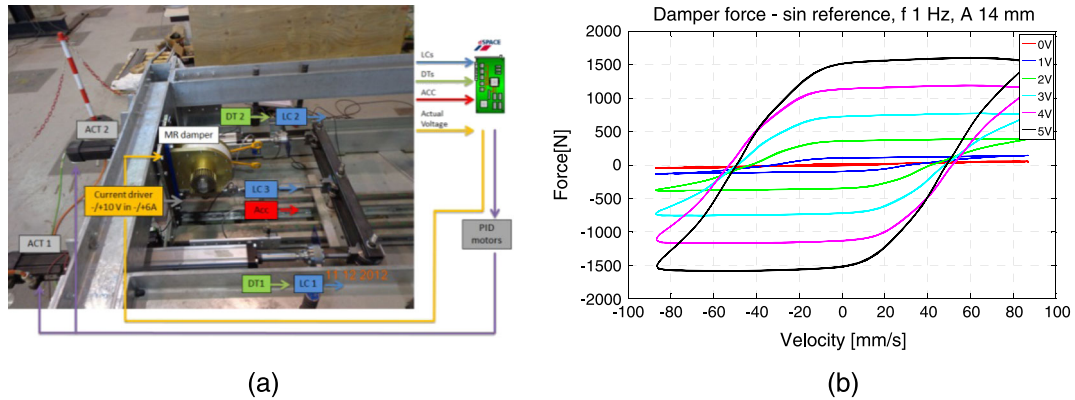 LCs
DTs
ACC
Actual
Voltage
SPACE
ACT 2
MR damper
DT 2
LC 2
Current driver
-/+10 V in -/+6A
LC 3
Acc
ACT 1
DT1
LC 1
11-12-2012
PID
motors
(a)
Damper force - sin reference, f 1 Hz, A 14 mm
Force[N]
2000
1500
1000
500
0
-500
-1000
-1500
2000
-100
-80
-60
-40
-20
0
20
40
60
80
100
Velocity [mm/s]
0V
1V
2V
3V
4V
5V
(b)